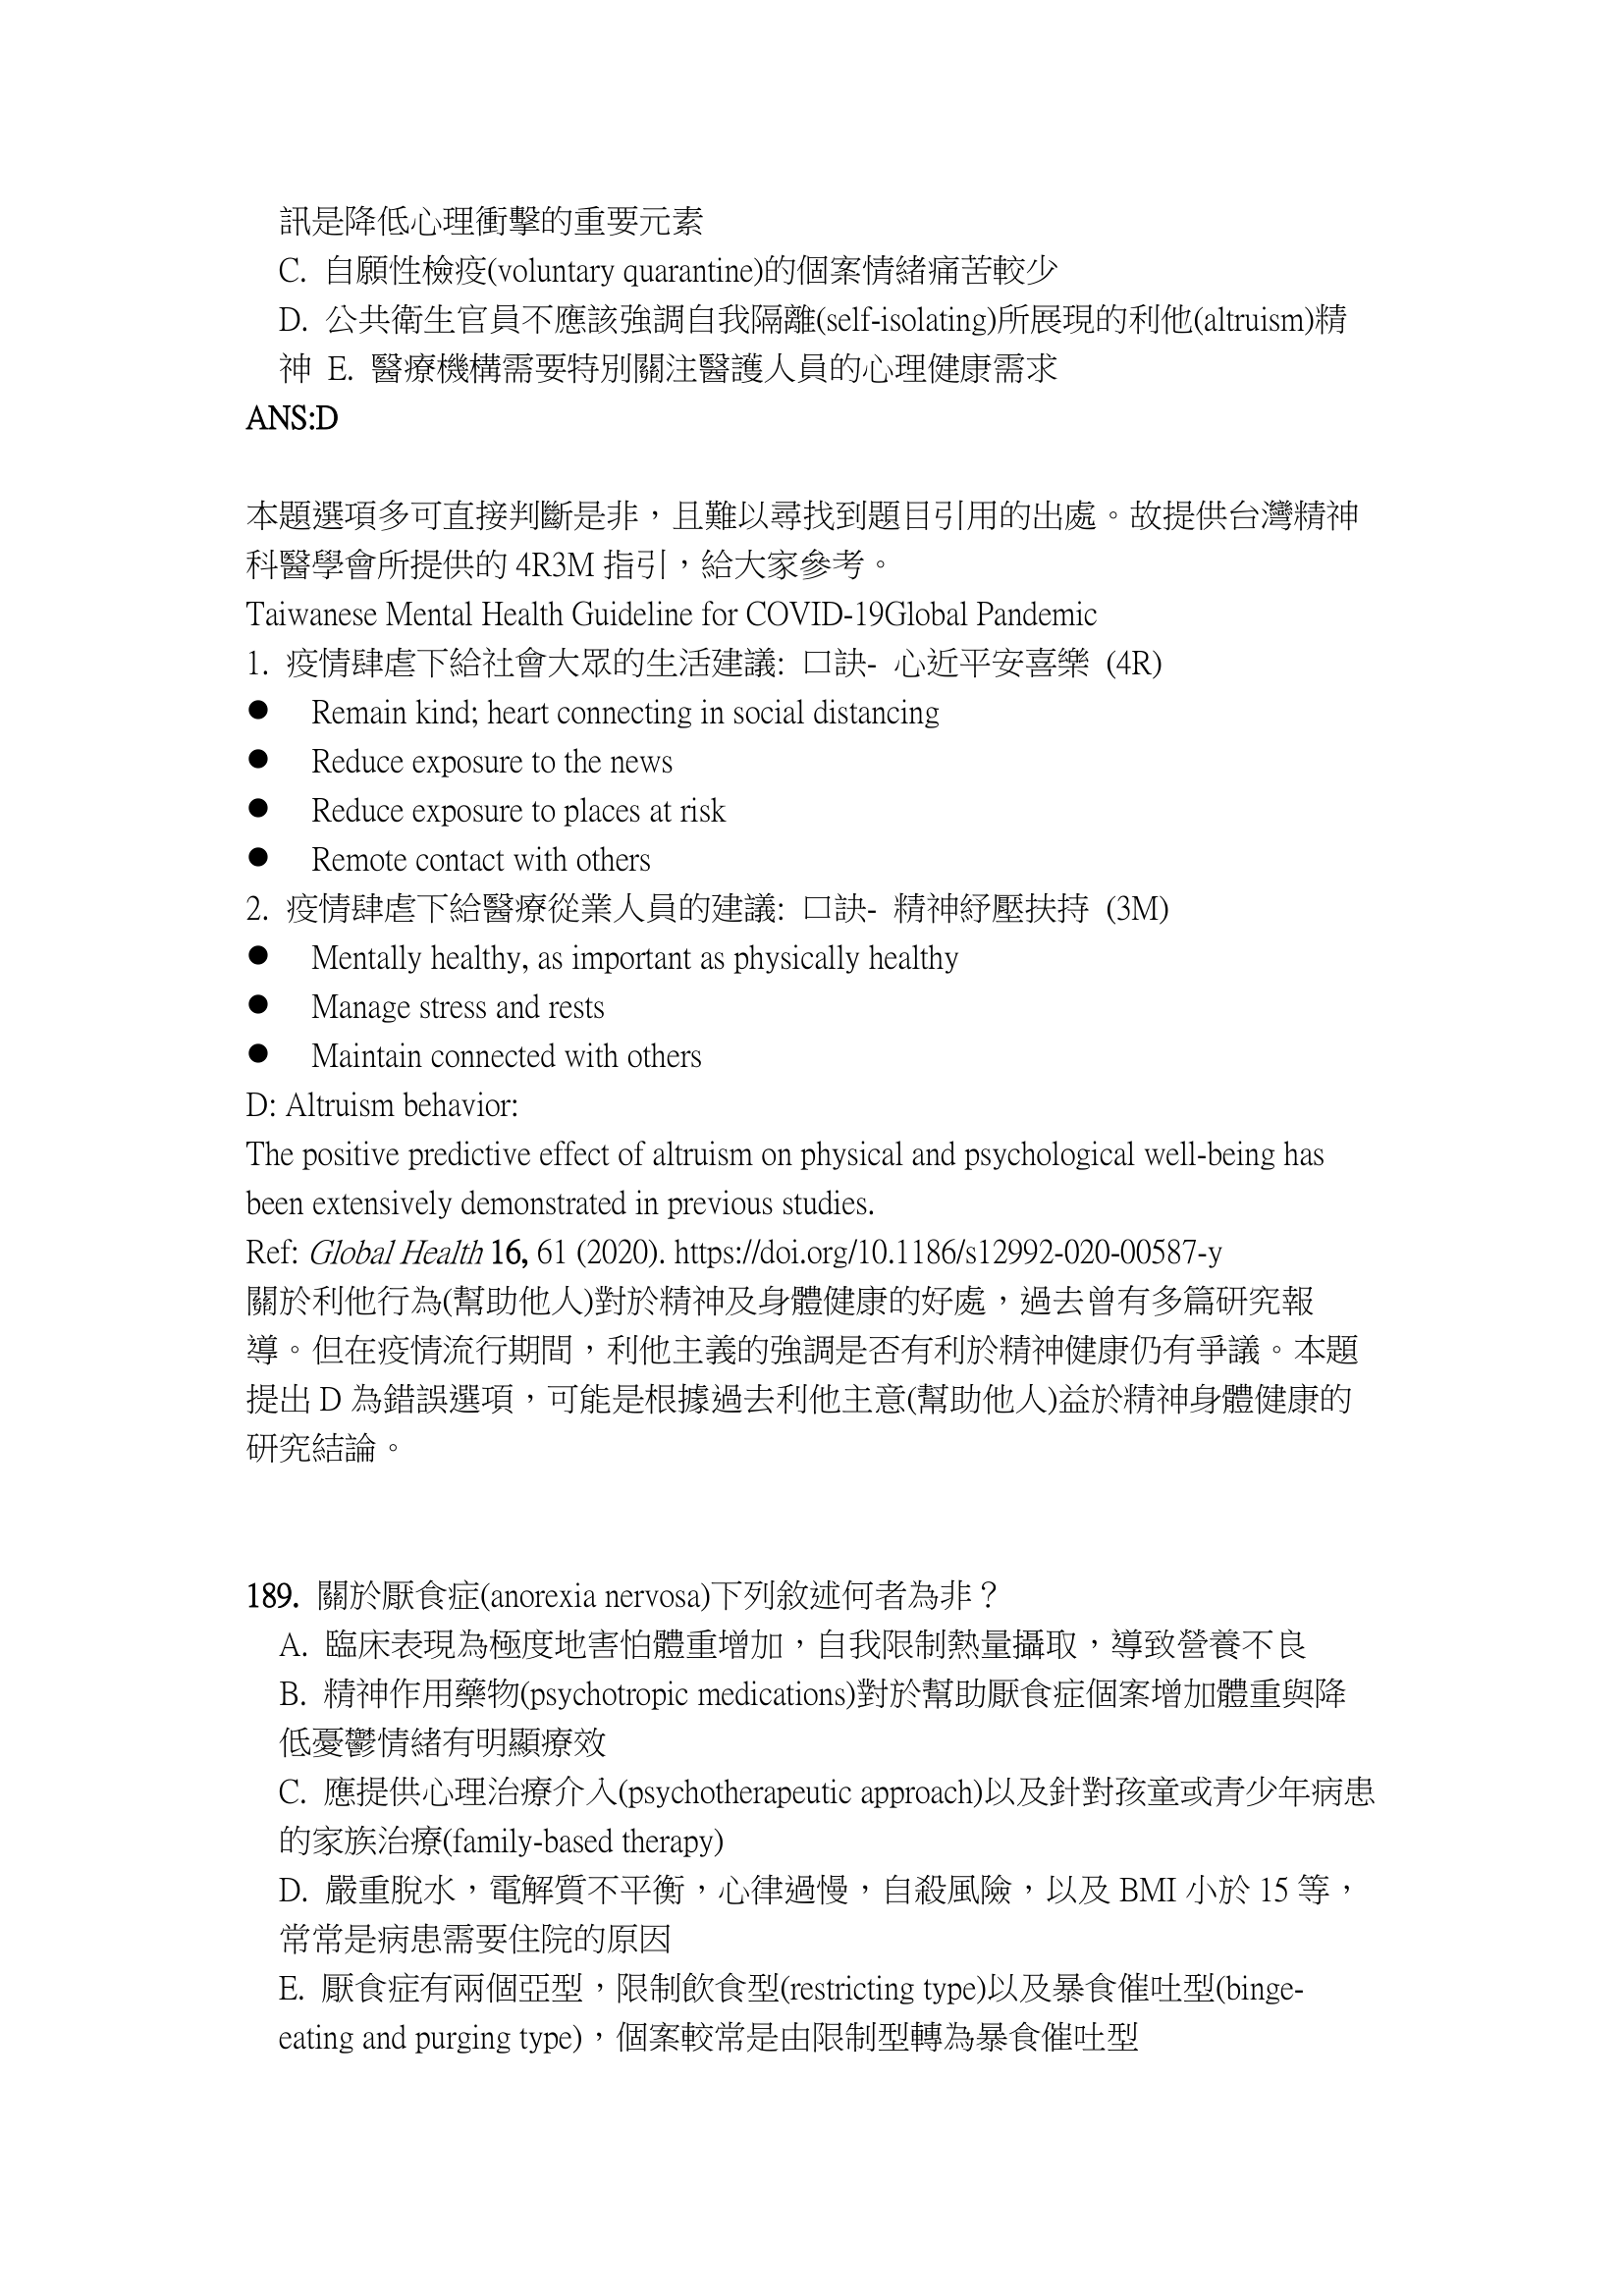 訊是降低心理衝擊的重要元素
C. 自願性檢疫(voluntary quarantine)的個案情緒痛苦較少
D. 公共衛生官員不應該強調自我隔離(self-isolating)所展現的利他(altruism)精
神 E. 醫療機構需要特別關注醫護人員的心理健康需求
ANS:D
本題選項多可直接判斷是非，且難以尋找到題目引用的出處。故提供台灣精神
科醫學會所提供的 4R3M 指引，給大家參考。
Taiwanese Mental Health Guideline for COVID-19Global Pandemic
1. 疫情肆虐下給社會大眾的生活建議: 口訣- 心近平安喜樂 (4R)
● Remain kind; heart connecting in social distancing
● Reduce exposure to the news
● Reduce exposure to places at risk
● Remote contact with others
2. 疫情肆虐下給醫療從業人員的建議: 口訣- 精神紓壓扶持 (3M)
● Mentally healthy, as important as physically healthy
● Manage stress and rests
● Maintain connected with others
D: Altruism behavior:
The positive predictive effect of altruism on physical and psychological well-being has
been extensively demonstrated in previous studies.
Ref: Global Health 16, 61 (2020). https://doi.org/10.1186/s12992-020-00587-y
關於利他行為(幫助他人)對於精神及身體健康的好處，過去曾有多篇研究報
導。但在疫情流行期間，利他主義的強調是否有利於精神健康仍有爭議。本題
提出 D 為錯誤選項，可能是根據過去利他主意(幫助他人)益於精神身體健康的
研究結論。
189. 關於厭食症(anorexia nervosa)下列敘述何者為非？
A. 臨床表現為極度地害怕體重增加，自我限制熱量攝取，導致營養不良
B. 精神作用藥物(psychotropic medications)對於幫助厭食症個案增加體重與降
低憂鬱情緒有明顯療效
C. 應提供心理治療介入(psychotherapeutic approach)以及針對孩童或青少年病患
的家族治療(family-based therapy)
D. 嚴重脫水，電解質不平衡，心律過慢，自殺風險，以及 BMI 小於 15 等，
常常是病患需要住院的原因
E. 厭食症有兩個亞型，限制飲食型(restricting type)以及暴食催吐型(binge-
eating and purging type)，個案較常是由限制型轉為暴食催吐型